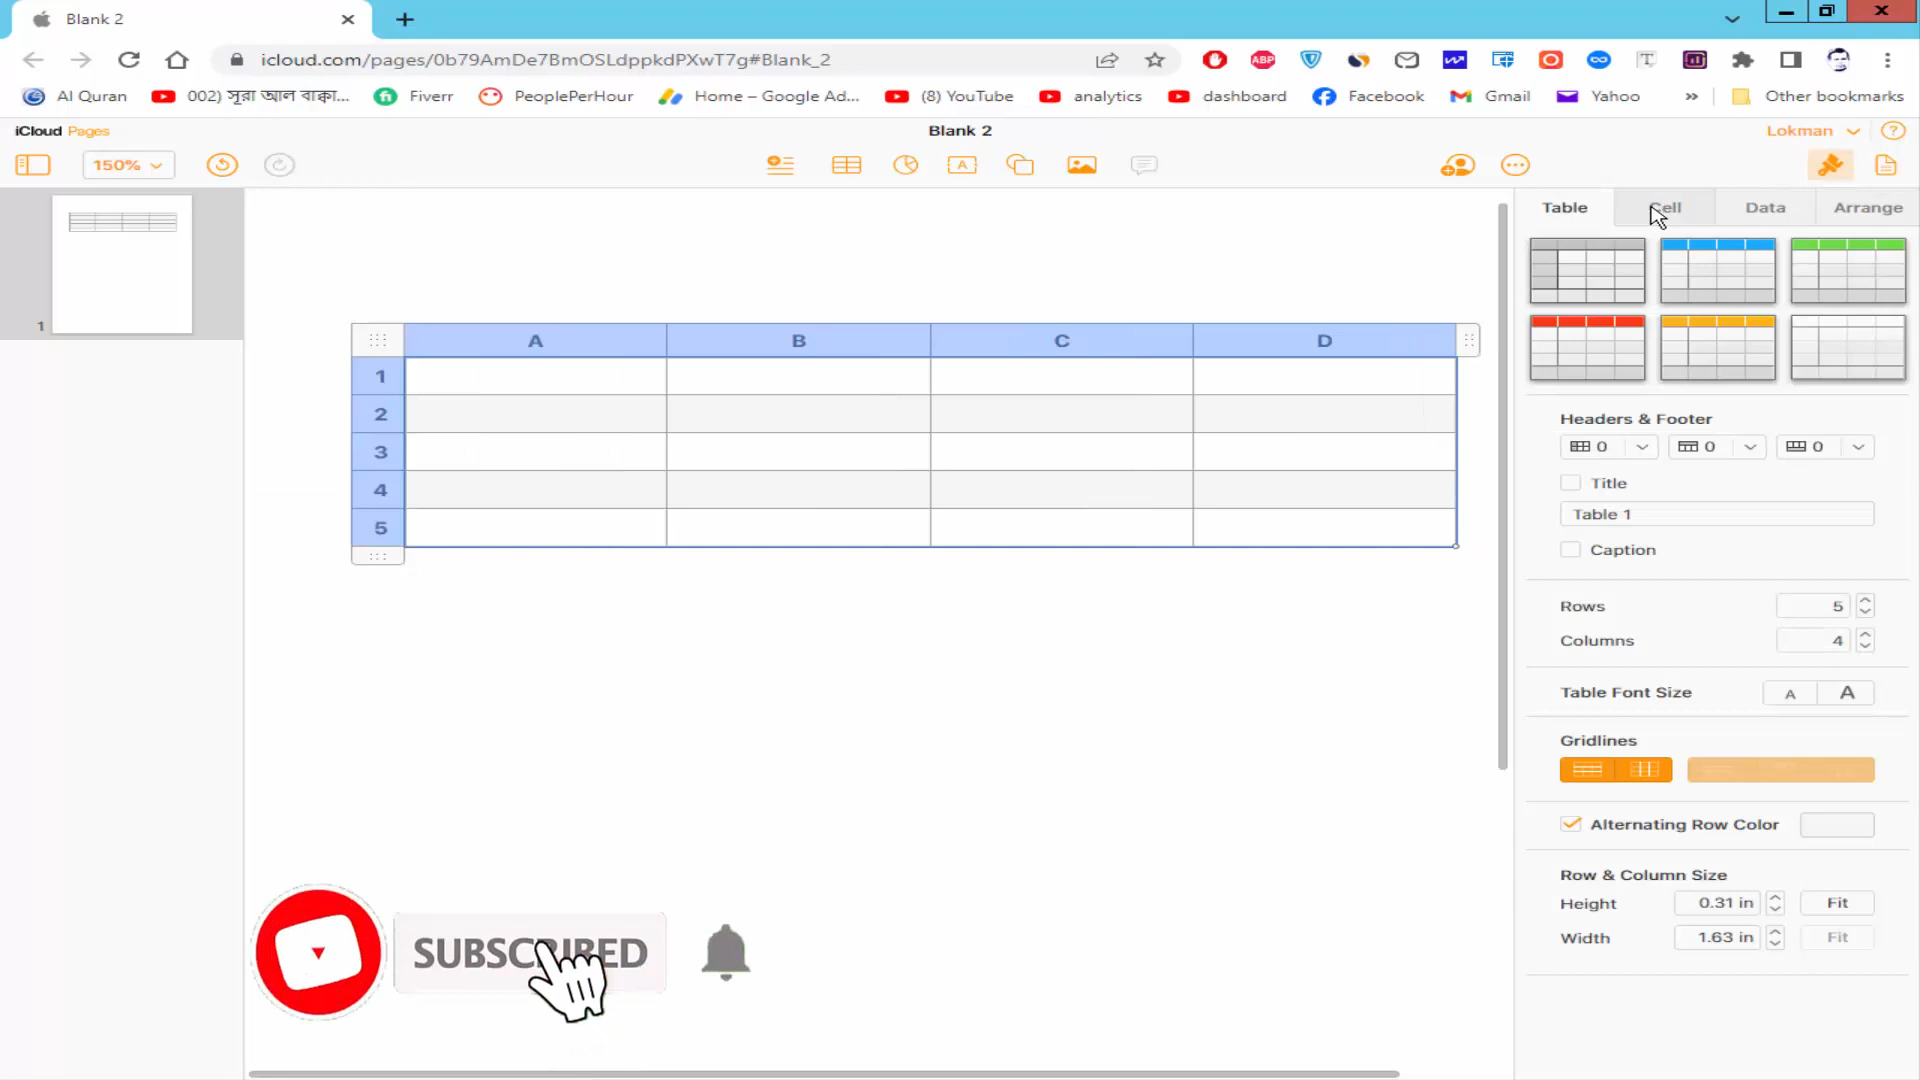 Blank 2
icloud.com/pages/0b79AmDe7BmOSLdppkdPXwT7g#Blank_2
ABP
Al Quran
002) সূরা আল বাক্বা...
Fiverr
PeoplePerHour
Home – Google Ad...
(8) YouTube
analytics
dashboard
Facebook
Gmail
Yahoo
»
Other bookmarks
iCloud Pages
Blank 2
Lokman
150%
Table
Cell
Data
Arrange
A B C D
1
2
3
4
5
1
Headers & Footer
0 0 0
Title
Table 1
Caption
Rows 5
Columns 4
Table Font Size A A
Gridlines
Alternating Row Color
Row & Column Size
Height 0.31 in Fit
Width 1.63 in Fit
SUBSCRIBED